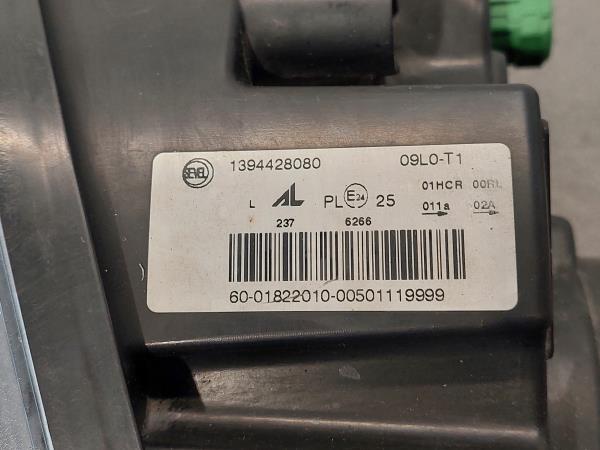 SEVEL 1394428080 09L0-T1
L AL PL E24 25 01HCR 00RL
237 6266 011a 02A
60-01822010-00501119999